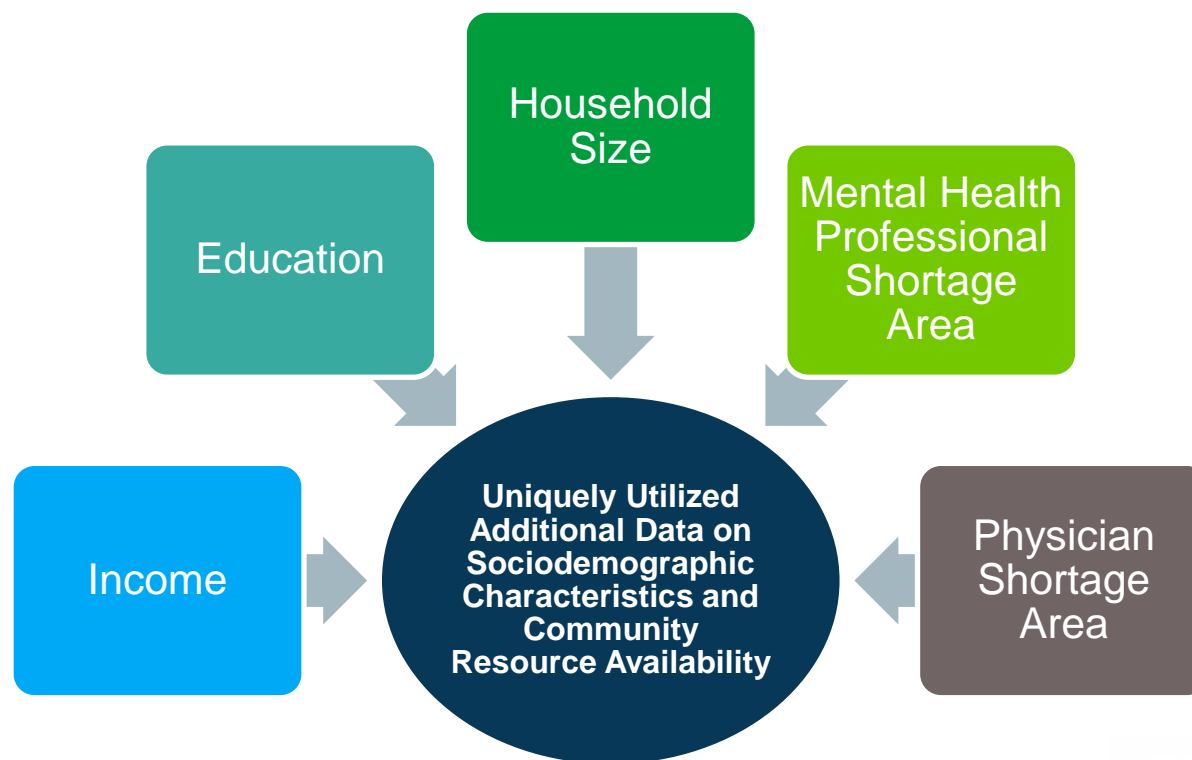 Household
Size
Education
Mental Health
Professional
Shortage
Area
Income
Uniquely Utilized
Additional Data on
Sociodemographic
Characteristics and
Community
Resource Availability
Physician
Shortage
Area